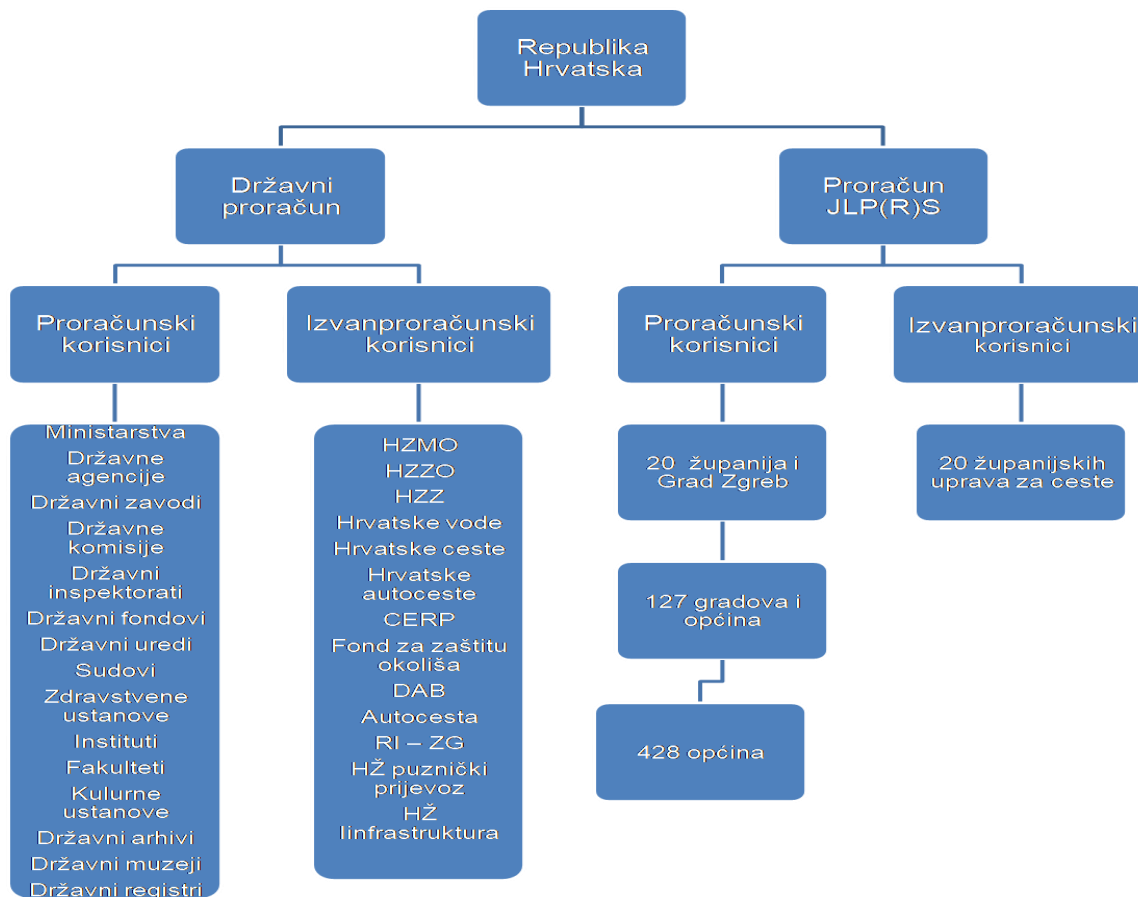 Republika
Hrvatska
Državni
proračun
Proračun
JLP(R)S
Proračunski
korisnici
Izvanproračunski
korisnici
Proračunski
korisnici
Izvanproračunski
korisnici
Ministarstva
Državne
agencije
Državni zavodi
Državne
komisije
Državni
inspektorati
Državni fondovi
Državni uredi
Sudovi
Zdravstvene
ustanove
Instituti
Fakulteti
Kulurne
ustanove
Državni arhivi
Državni muzeji
Državni registri
HZMO
HZZO
HZZ
Hrvatske vode
Hrvatske ceste
Hrvatske
autoceste
CERP
Fond za zaštitu
okoliša
DAB
Autocesta
RI – ZG
HŽ puznički
prijevoz
HŽ
Iinfrastruktura
20 županija i
Grad Zgreb
127 gradova i
općina
428 općina
20 županijskih
uprava za ceste